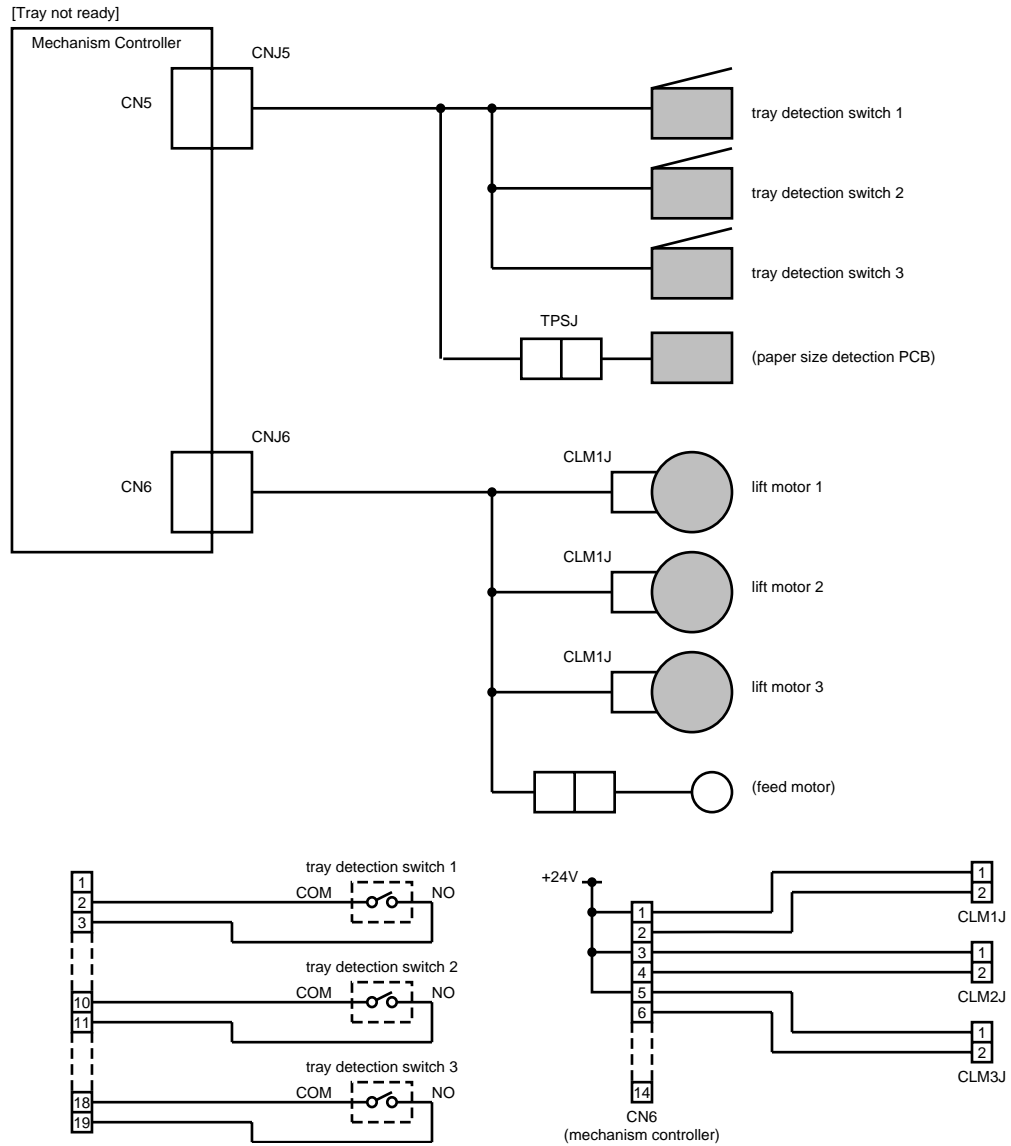 [Tray not ready]
Mechanism Controller
CNJ5
CN5
tray detection switch 1
tray detection switch 2
tray detection switch 3
TPSJ
(paper size detection PCB)
CNJ6
CN6
CLM1J
lift motor 1
CLM1J
lift motor 2
CLM1J
lift motor 3
(feed motor)
tray detection switch 1
COM NO
1
2
3
tray detection switch 2
COM NO
10
11
tray detection switch 3
COM NO
18
19
+24V
1
2
3
4
5
6
14
CN6
(mechanism controller)
1
2
CLM1J
1
2
CLM2J
1
2
CLM3J